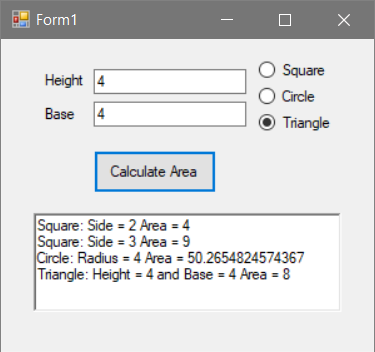 Form1
Height 4 Square
Circle
Base 4 Triangle
Calculate Area
Square: Side = 2 Area = 4
Square: Side = 3 Area = 9
Circle: Radius = 4 Area = 50.2654824574367
Triangle: Height = 4 and Base = 4 Area = 8